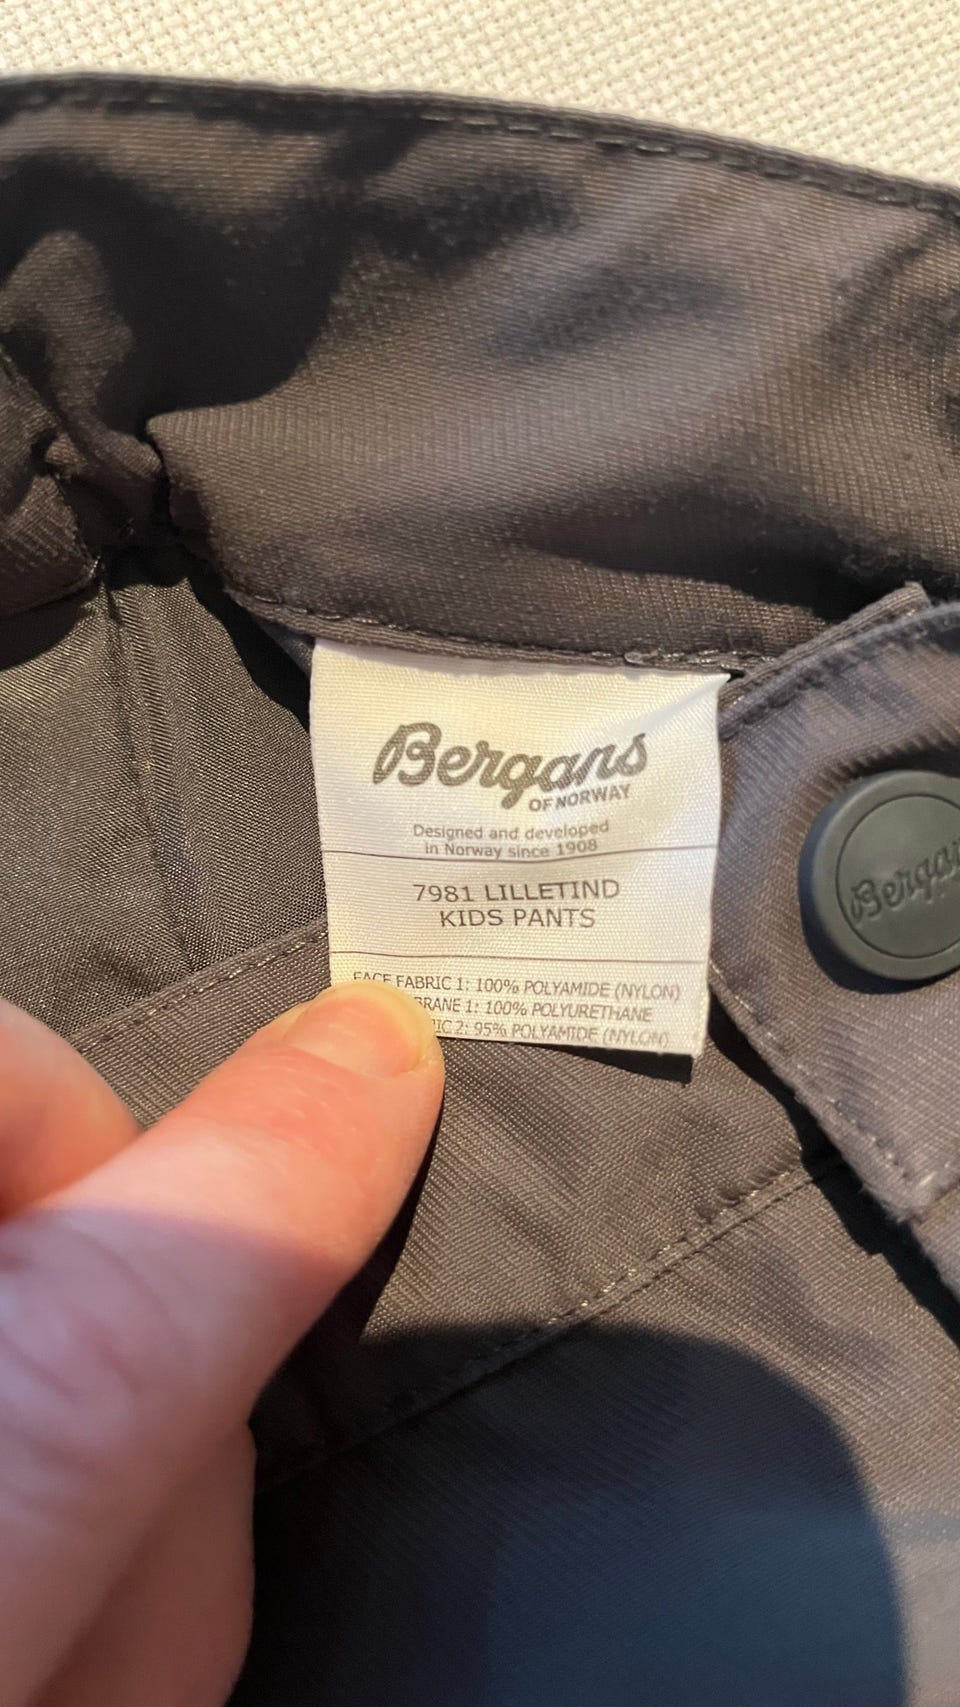 Bergans
OF NORWAY
Designed and developed
in Norway since 1908
7981 LILLETIND
KIDS PANTS
FACE FABRIC 1: 100% POLYAMIDE (NYLON)
1: 100% POLYURETHANE
2: 95% POLYAMIDE (NYLON)